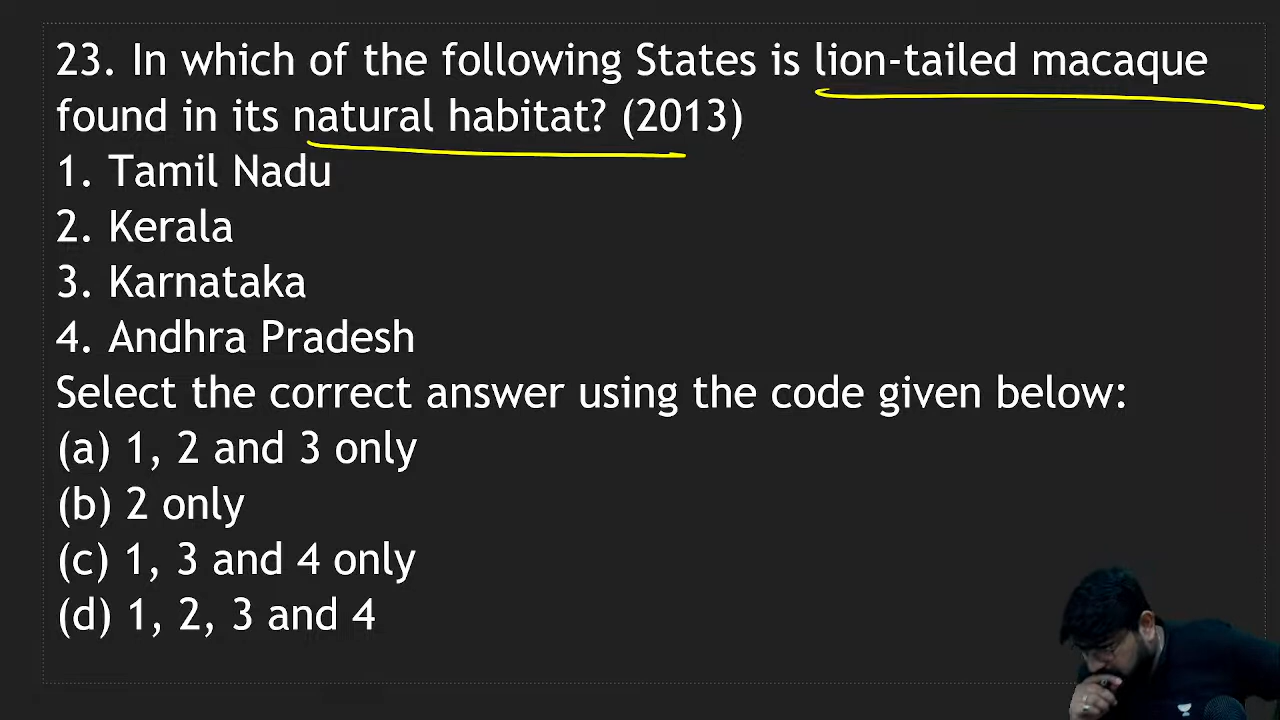 23. In which of the following States is lion-tailed macaque
found in its natural habitat? (2013)
1. Tamil Nadu
2. Kerala
3. Karnataka
4. Andhra Pradesh
Select the correct answer using the code given below:
(a) 1, 2 and 3 only
(b) 2 only
(c) 1, 3 and 4 only
(d) 1, 2, 3 and 4